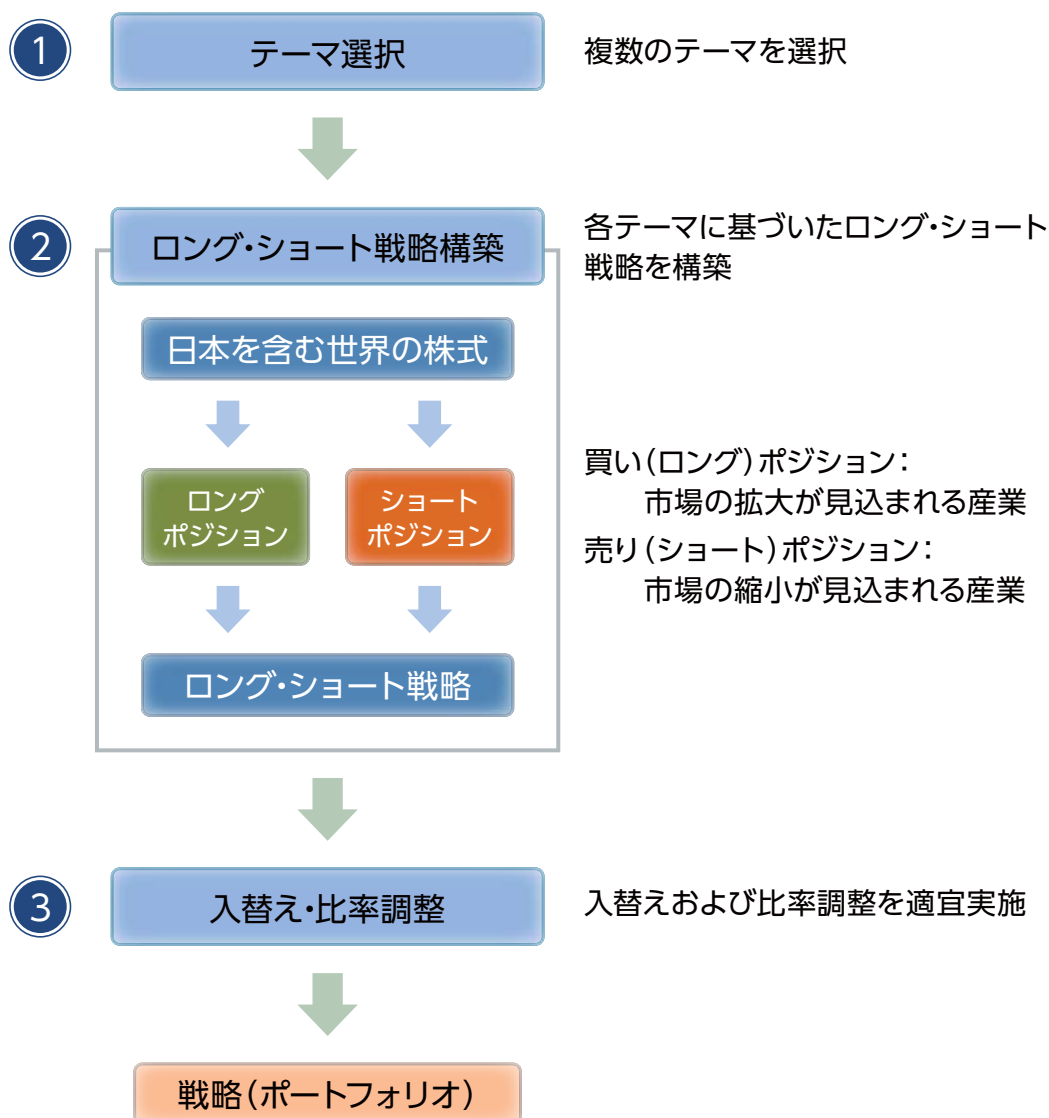 1
テーマ選択
複数のテーマを選択
2
ロング・ショート戦略構築
各テーマに基づいたロング・ショート
戦略を構築
日本を含む世界の株式
ロング
ポジション
ショート
ポジション
買い(ロング)ポジション：
市場の拡大が見込まれる産業
売り(ショート)ポジション：
市場の縮小が見込まれる産業
ロング・ショート戦略
3
入替え・比率調整
入替えおよび比率調整を適宜実施
戦略(ポートフォリオ)